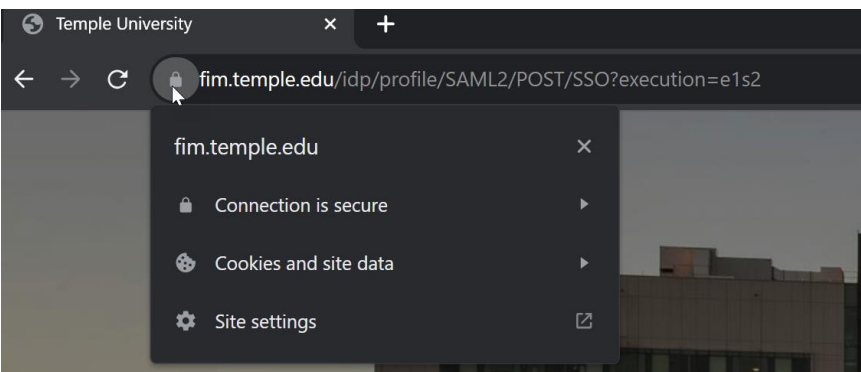 Temple University
fim.temple.edu/idp/profile/SAML2/POST/SSO?execution=e1s2
fim.temple.edu
Connection is secure
Cookies and site data
Site settings